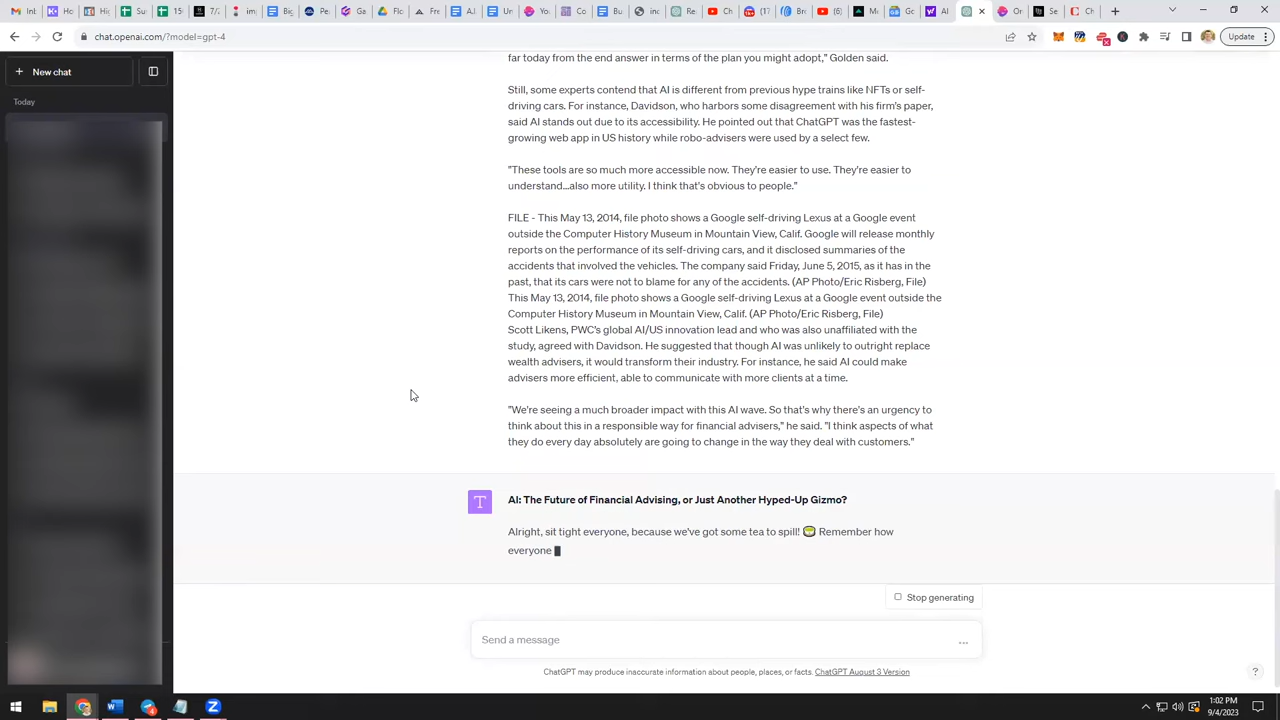 chat.openai.com/?model=gpt-4
Update
New chat
Today
far today from the end answer in terms of the plan you might adopt," Golden said.
Still, some experts contend that AI is different from previous hype trains like NFTs or self-
driving cars. For instance, Davidson, who harbors some disagreement with his firm's paper,
said AI stands out due to its accessibility. He pointed out that ChatGPT was the fastest-
growing web app in US history while robo-advisers were used by a select few.
"These tools are so much more accessible now. They're easier to use. They're easier to
understand...also more utility. I think that's obvious to people."
FILE - This May 13, 2014, file photo shows a Google self-driving Lexus at a Google event
outside the Computer History Museum in Mountain View, Calif. Google will release monthly
reports on the performance of its self-driving cars, and it disclosed summaries of the
accidents that involved the vehicles. The company said Friday, June 5, 2015, as it has in the
past, that its cars were not to blame for any of the accidents. (AP Photo/Eric Risberg, File)
This May 13, 2014, file photo shows a Google self-driving Lexus at a Google event outside the
Computer History Museum in Mountain View, Calif. (AP Photo/Eric Risberg, File)
Scott Likens, PWC's global AI/US innovation lead and who was also unaffiliated with the
study, agreed with Davidson. He suggested that though AI was unlikely to outright replace
wealth advisers, it would transform their industry. For instance, he said AI could make
advisers more efficient, able to communicate with more clients at a time.
"We're seeing a much broader impact with this AI wave. So that's why there's an urgency to
think about this in a responsible way for financial advisers," he said. "I think aspects of what
they do every day absolutely are going to change in the way they deal with customers."
T
AI: The Future of Financial Advising, or Just Another Hyped-Up Gizmo?
Alright, sit tight everyone, because we've got some tea to spill! 🍵 Remember how
everyone
Stop generating
Send a message
...
ChatGPT may produce inaccurate information about people, places, or facts. ChatGPT August 3 Version
?
1:02 PM
9/4/2023